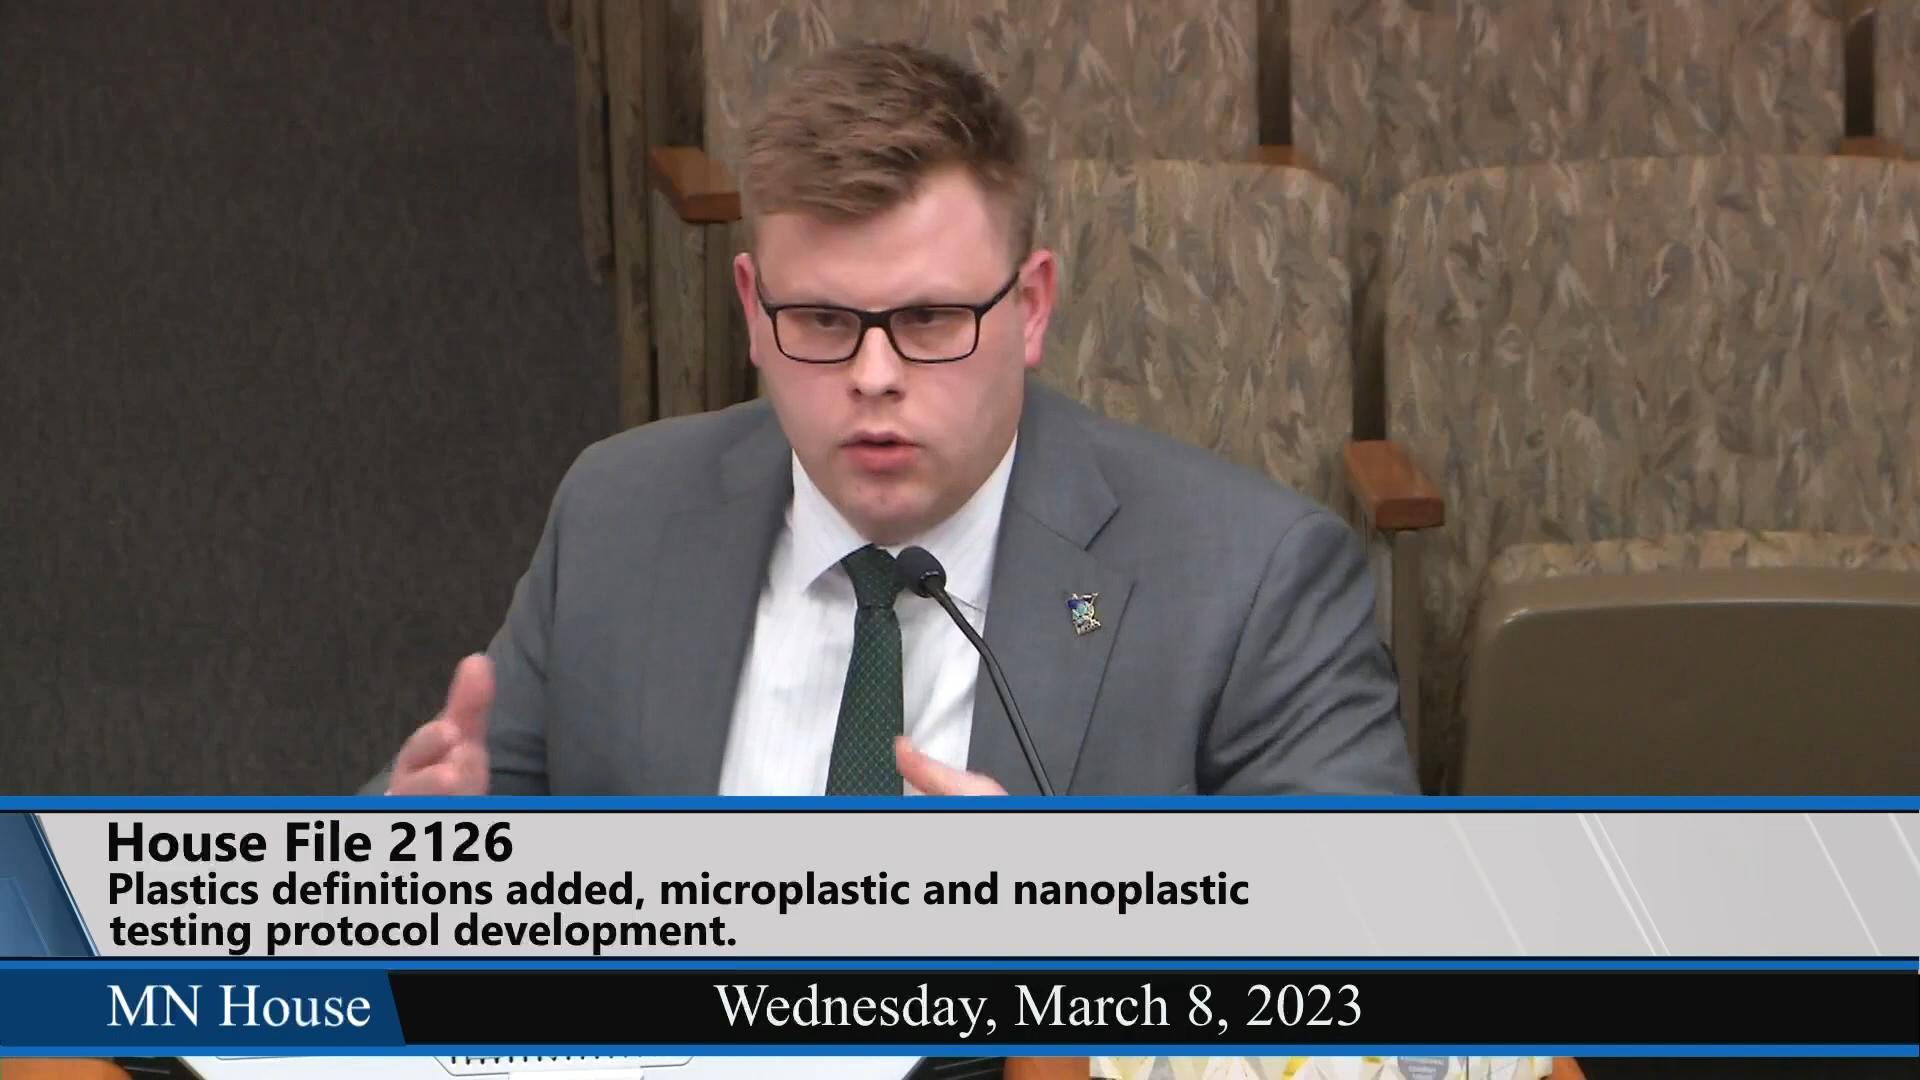 House File 2126
Plastics definitions added, microplastic and nanoplastic
testing protocol development.
MN House
Wednesday, March 8, 2023